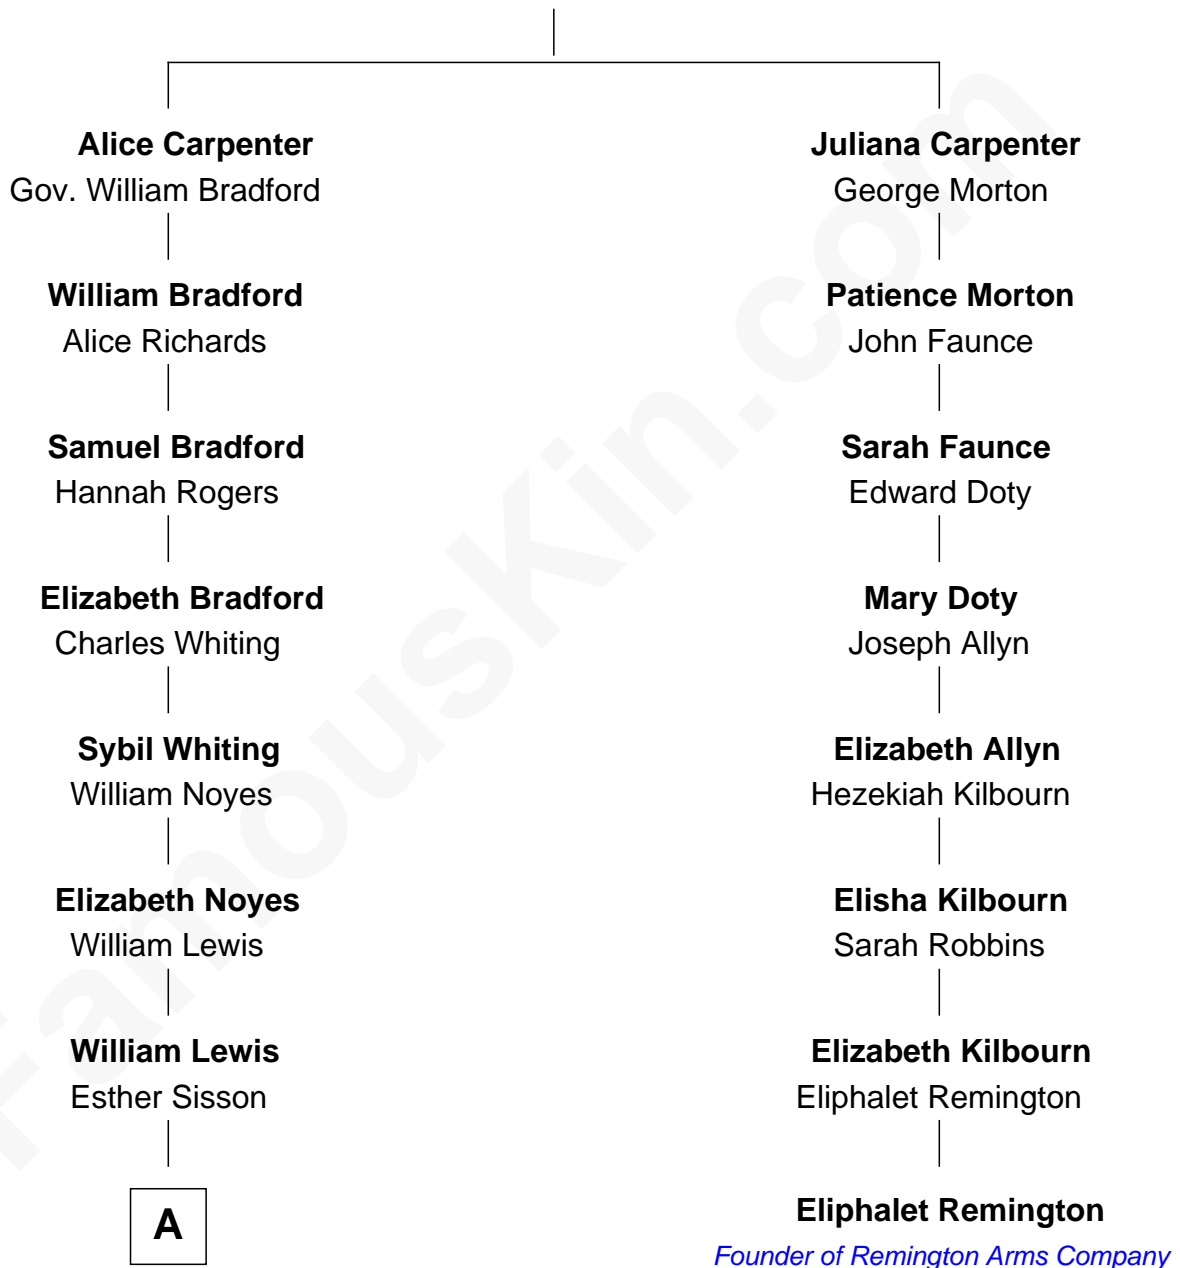 Alice Carpenter
Gov. William Bradford
William Bradford
Alice Richards
Samuel Bradford
Hannah Rogers
Elizabeth Bradford
Charles Whiting
Sybil Whiting
William Noyes
Elizabeth Noyes
William Lewis
William Lewis
Esther Sisson
A
Juliana Carpenter
George Morton
Patience Morton
John Faunce
Sarah Faunce
Edward Doty
Mary Doty
Joseph Allyn
Elizabeth Allyn
Hezekiah Kilbourn
Elisha Kilbourn
Sarah Robbins
Elizabeth Kilbourn
Eliphalet Remington
Eliphalet Remington
Founder of Remington Arms Company
FamousKin.com